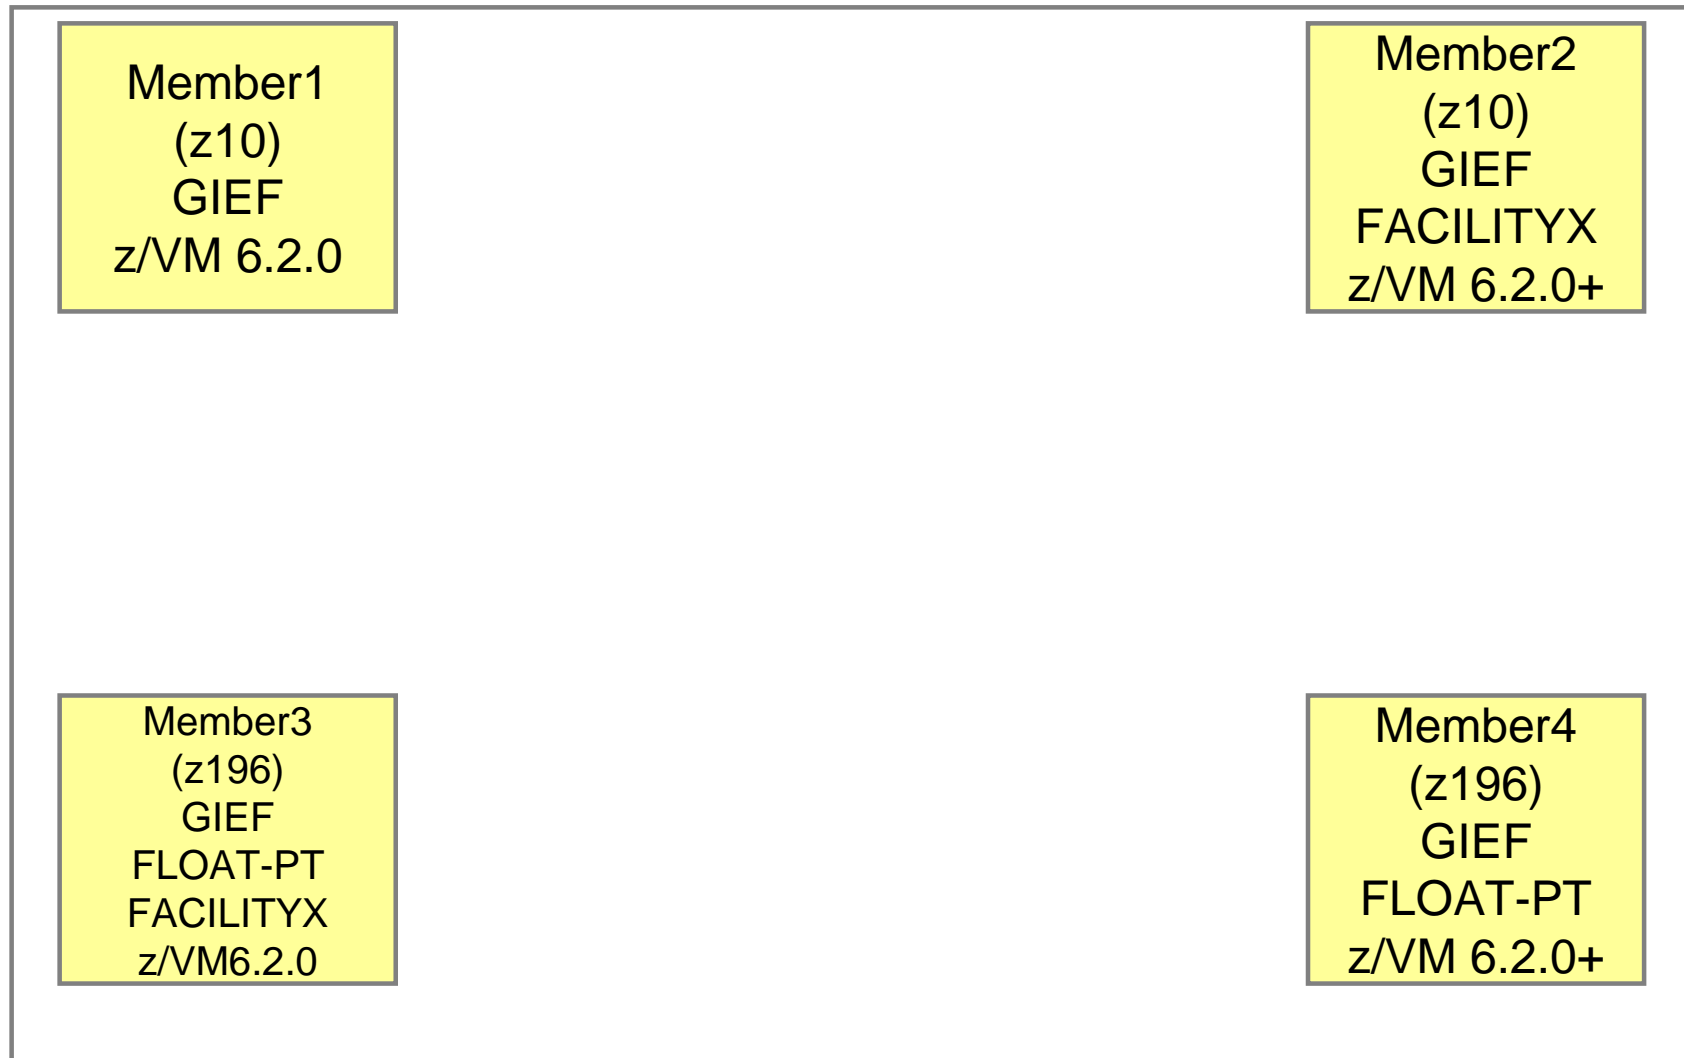 Member1
(z10)
GIEF
z/VM 6.2.0
Member2
(z10)
GIEF
FACILITYX
z/VM 6.2.0+
Member3
(z196)
GIEF
FLOAT-PT
FACILITYX
z/VM6.2.0
Member4
(z196)
GIEF
FLOAT-PT
z/VM 6.2.0+